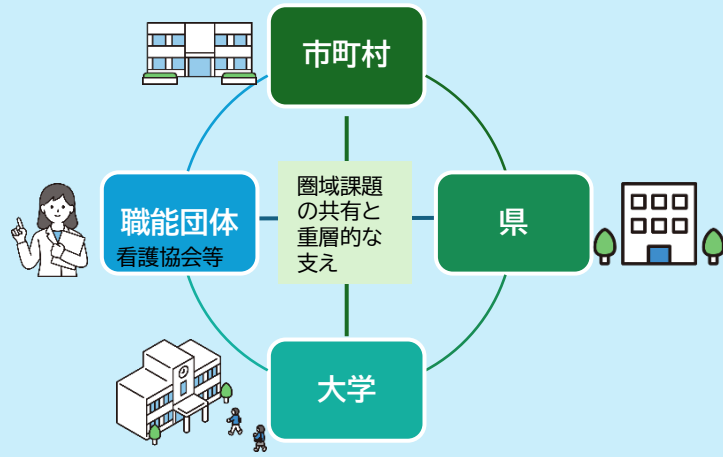 市町村
職能団体
看護協会等
圏域課題
の共有と
重層的な
支え
県
大学